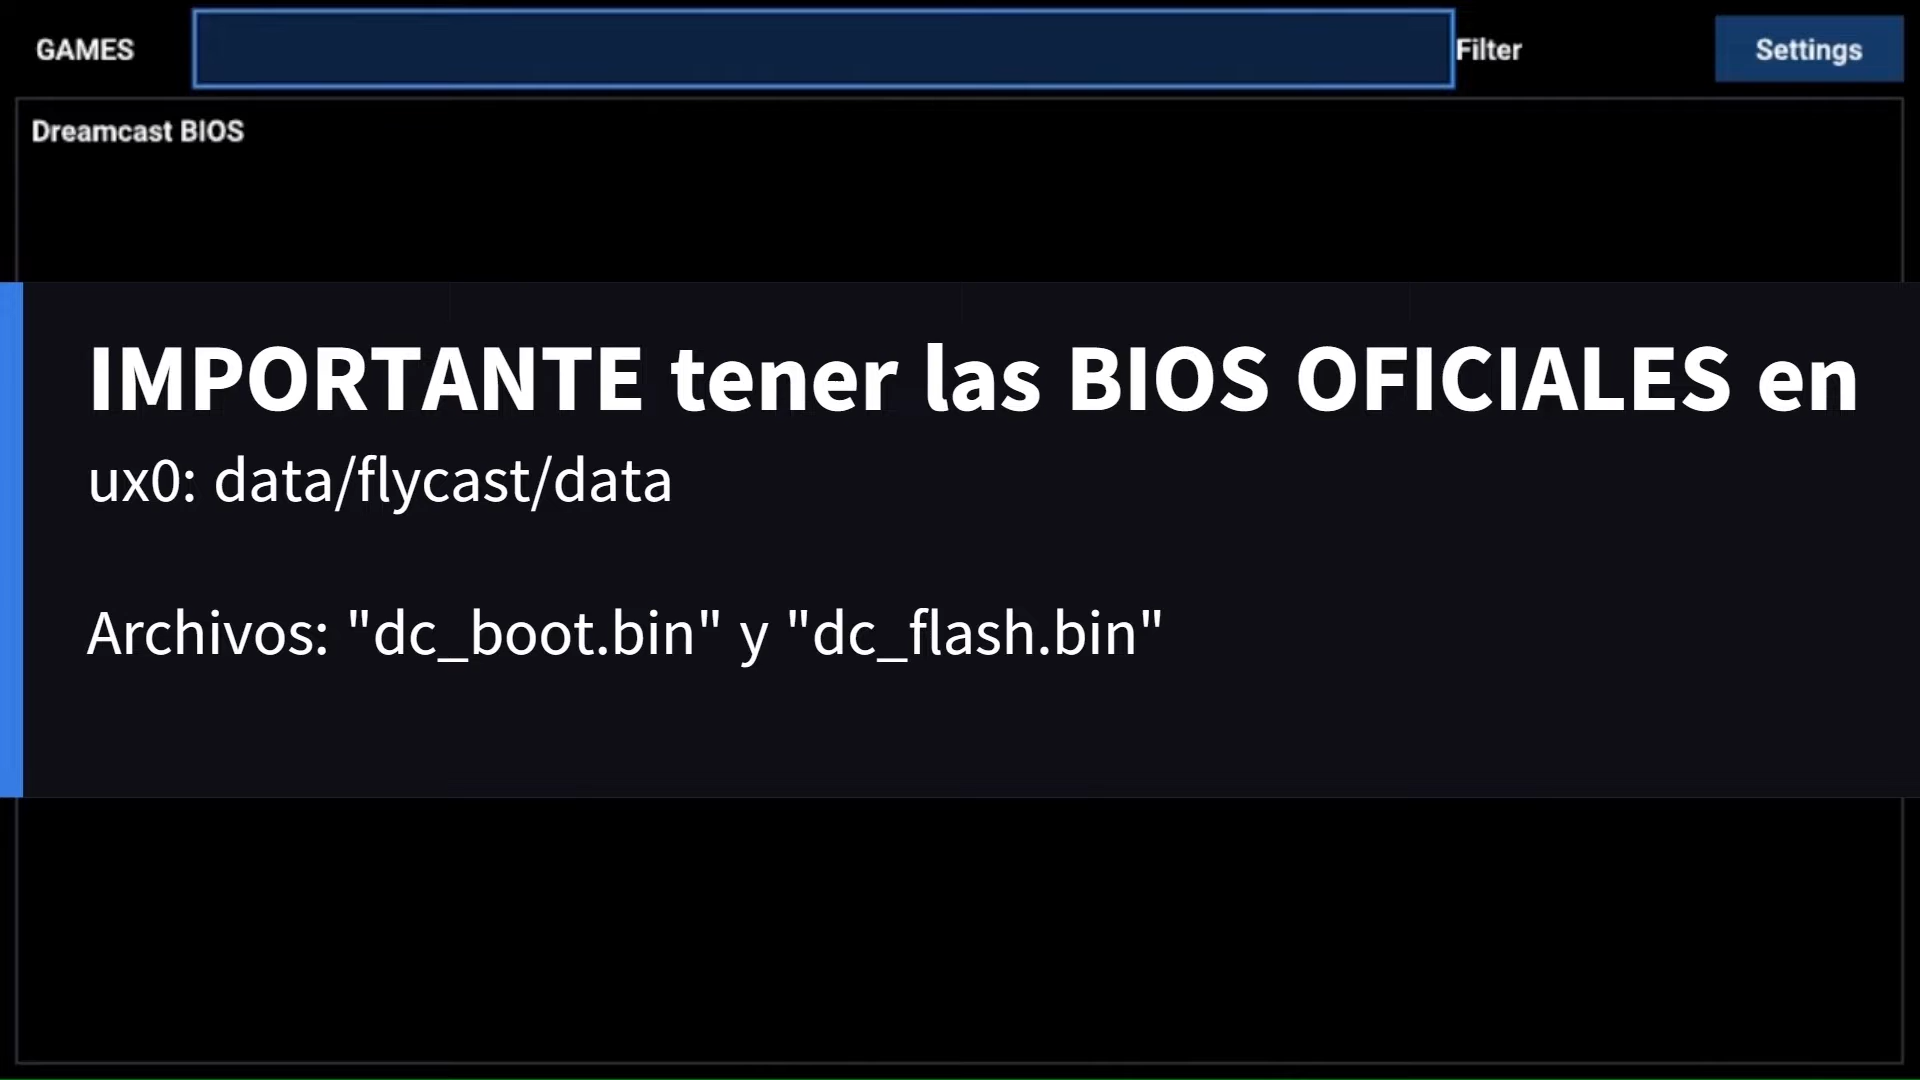 GAMES Filter Settings
Dreamcast BIOS
IMPORTANTE tener las BIOS OFICIALES en
ux0: data/flycast/data
Archivos: "dc_boot.bin" y "dc_flash.bin"